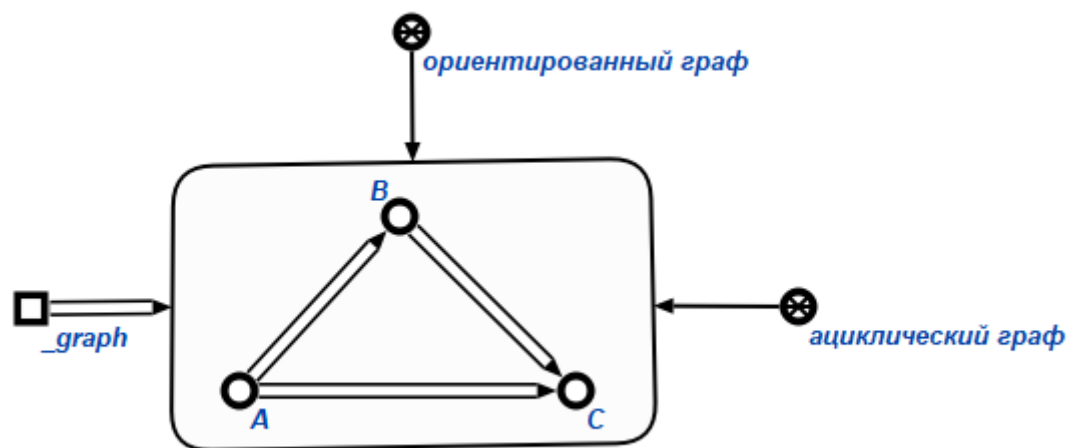 ориентированный граф
B
_graph
ациклический граф
A
C